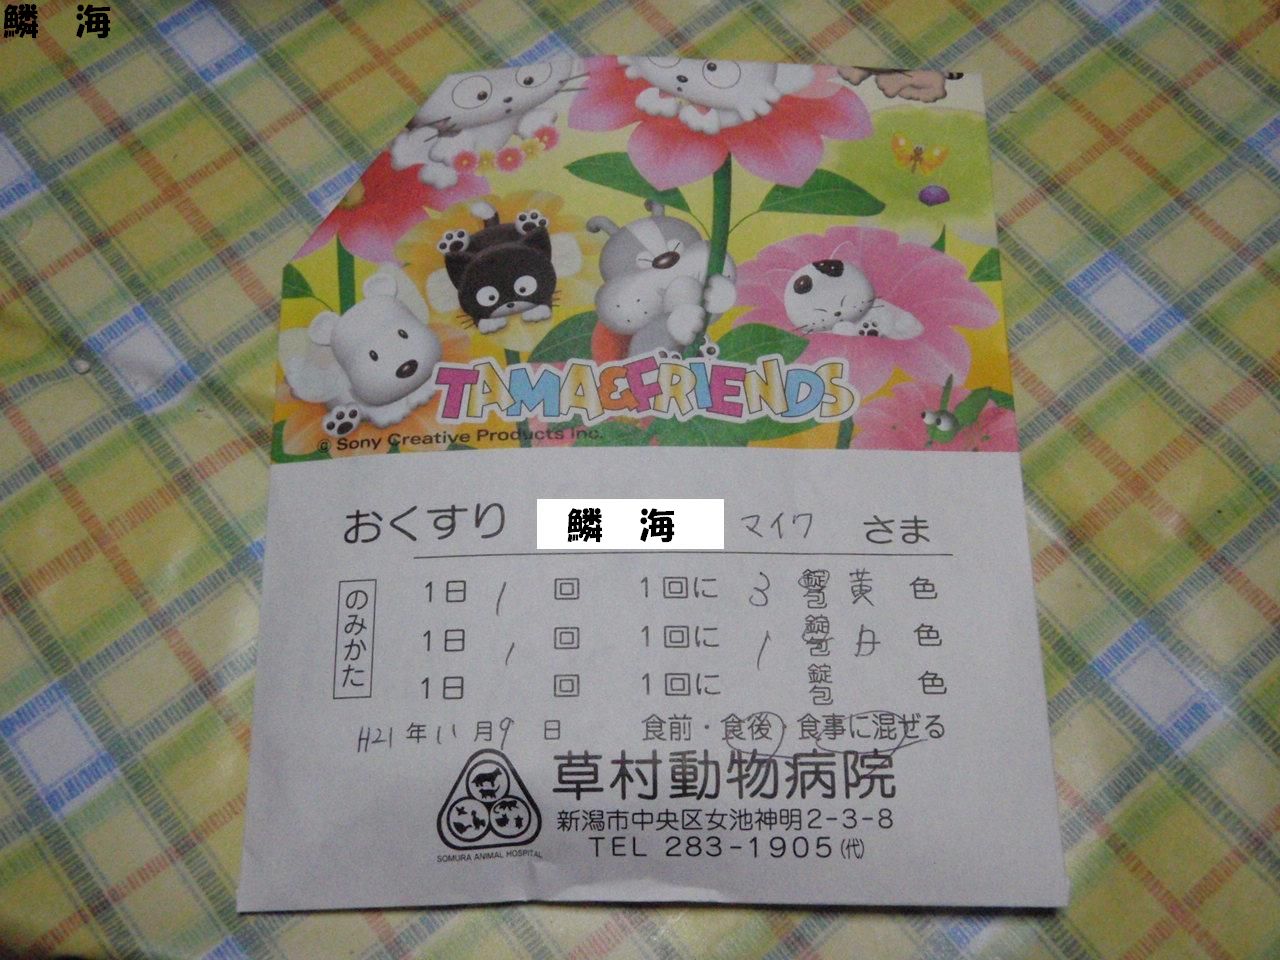 鱗 海
TAMA&FRIENDS
© Sony Creative Products Inc.
おくすり 鱗 海 マイク さま
のみかた
1日 1 回 1回に 3 錠 包 黄 色
1日 1 回 1回に 1 錠 包 色
1日 回 1回に 錠 包 色
H21 年 11 月 9 日 食前・食後・食事に混ぜる
草村動物病院
SOMURA ANIMAL HOSPITAL
新潟市中央区女池神明2-3-8
TEL 283-1905(代)